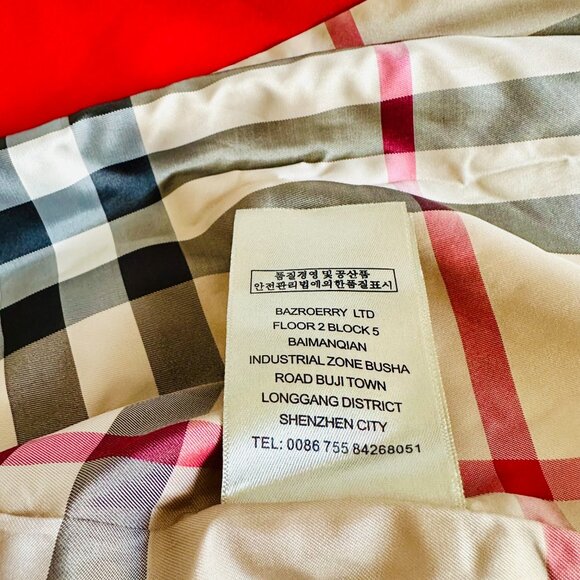 품질경영 및 공산품
안전관리법에의한품질표시
BAZROERRY LTD
FLOOR 2 BLOCK 5
BAIMANQIAN
INDUSTRIAL ZONE BUSHA
ROAD BUJI TOWN
LONGGANG DISTRICT
SHENZHEN CITY
TEL: 0086 755 84268051